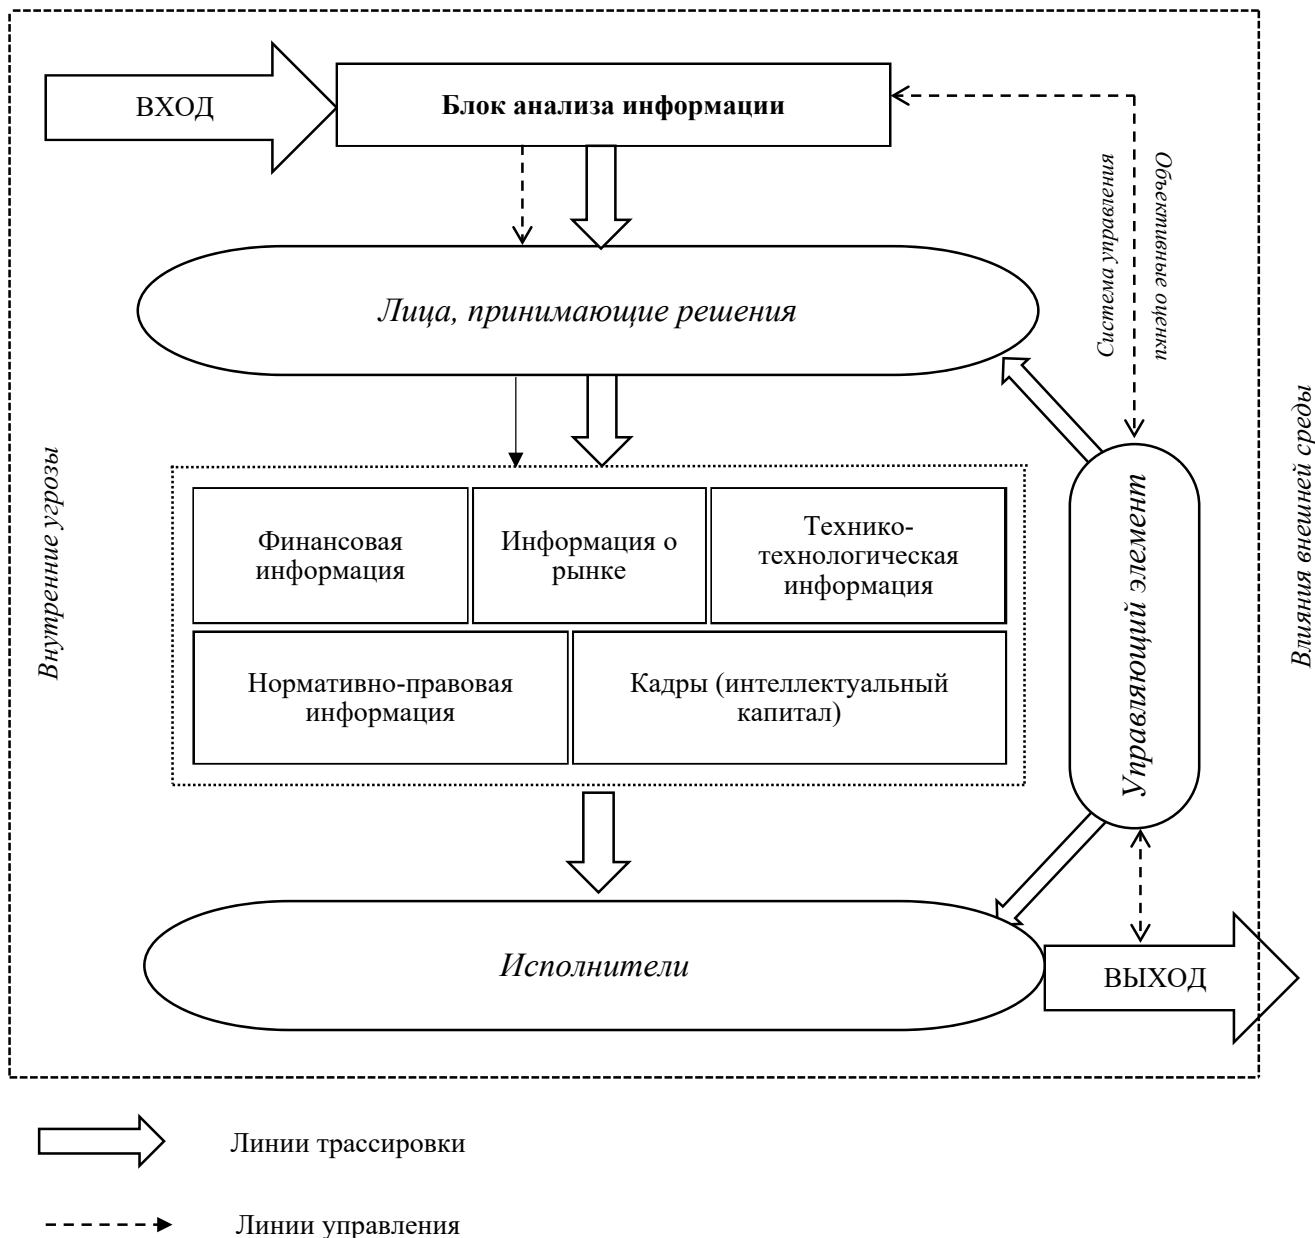 ВХОД
Блок анализа информации
Система управления
Объективные оценки
Лица, принимающие решения
Внутренние угрозы
Влияния внешней среды
Финансовая
информация
Информация о
рынке
Технико-
технологическая
информация
Управляющий элемент
Нормативно-правовая
информация
Кадры (интеллектуальный
капитал)
Исполнители
ВЫХОД
Линии трассировки
Линии управления